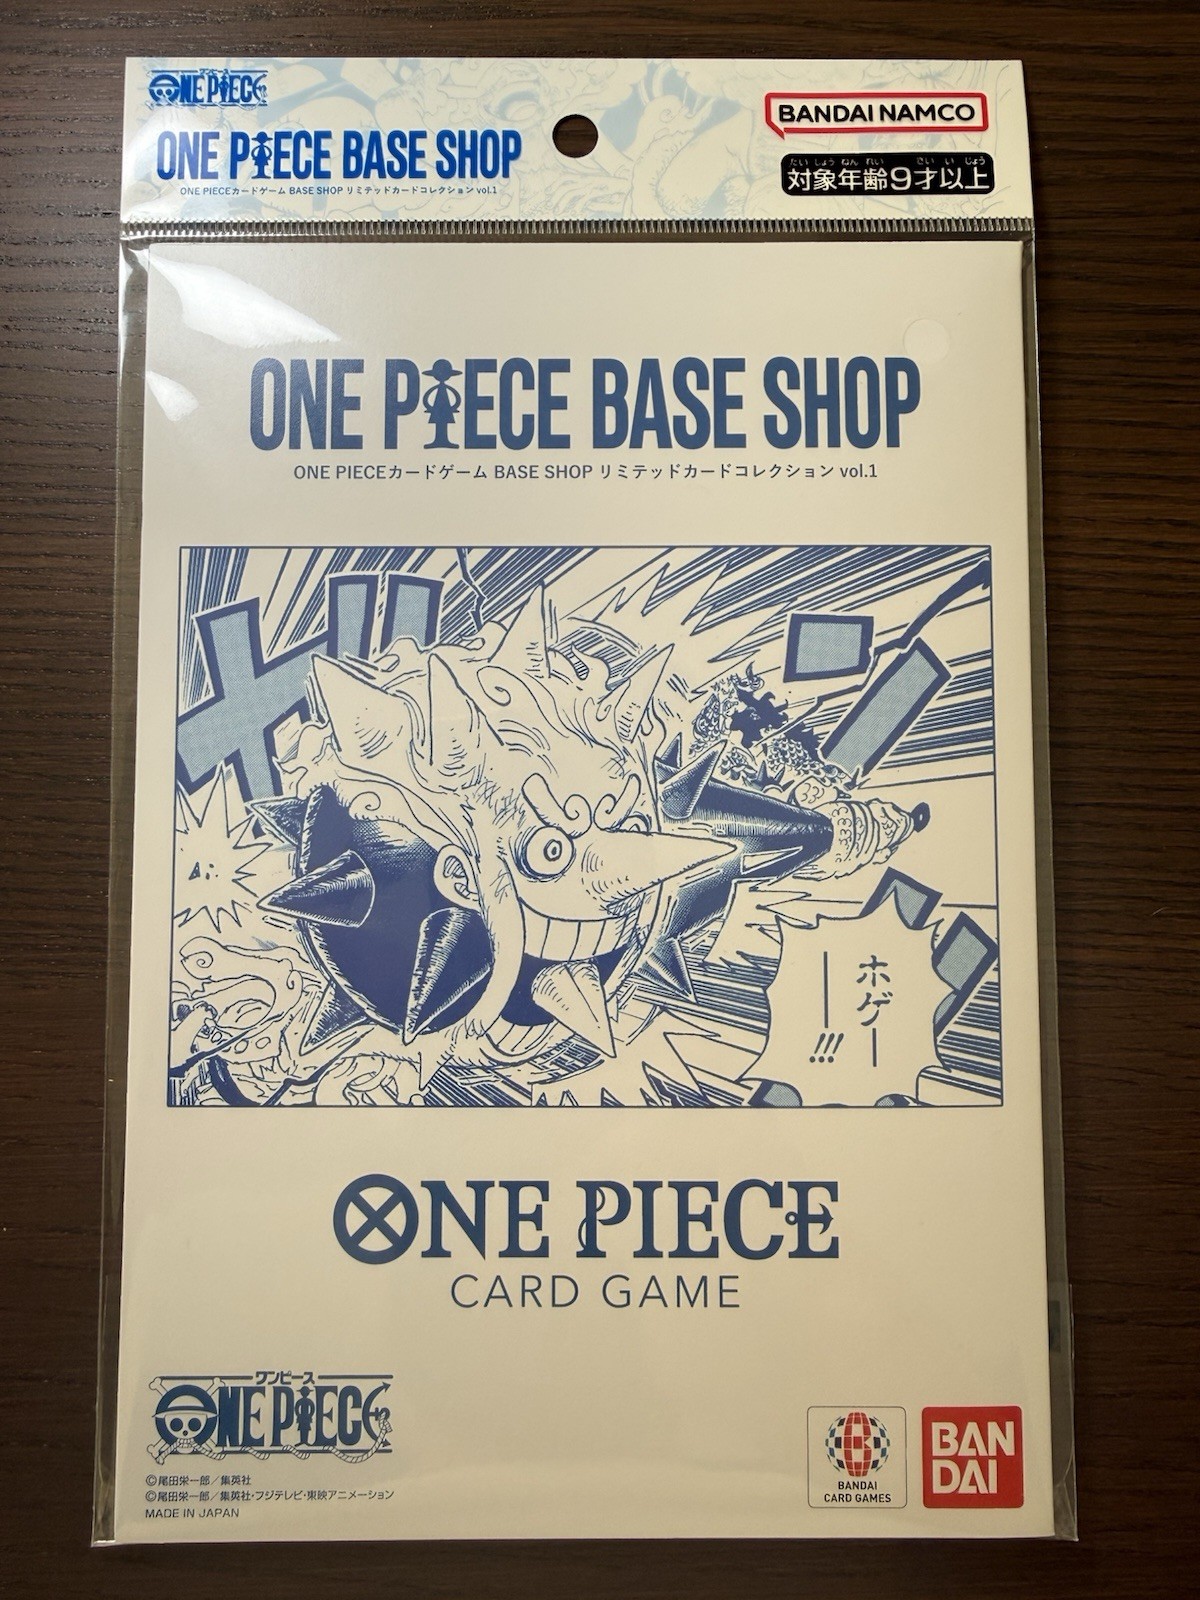 ワンピース
ONE PIECE
ONE PIECE BASE SHOP
ONE PIECEカードゲーム BASE SHOP リミテッドカードコレクション vol.1
BANDAI NAMCO
たい しょう ねん れい さい い じょう
対象年齢9才以上
ONE PIECE BASE SHOP
ONE PIECEカードゲーム BASE SHOP リミテッドカードコレクション vol.1
ホゲーーー!!!
ONE PIECE
CARD GAME
ワンピース
ONE PIECE
©尾田栄一郎/集英社
©尾田栄一郎/集英社・フジテレビ・東映アニメーション
MADE IN JAPAN
B
BANDAI
CARD GAMES
BAN
DAI